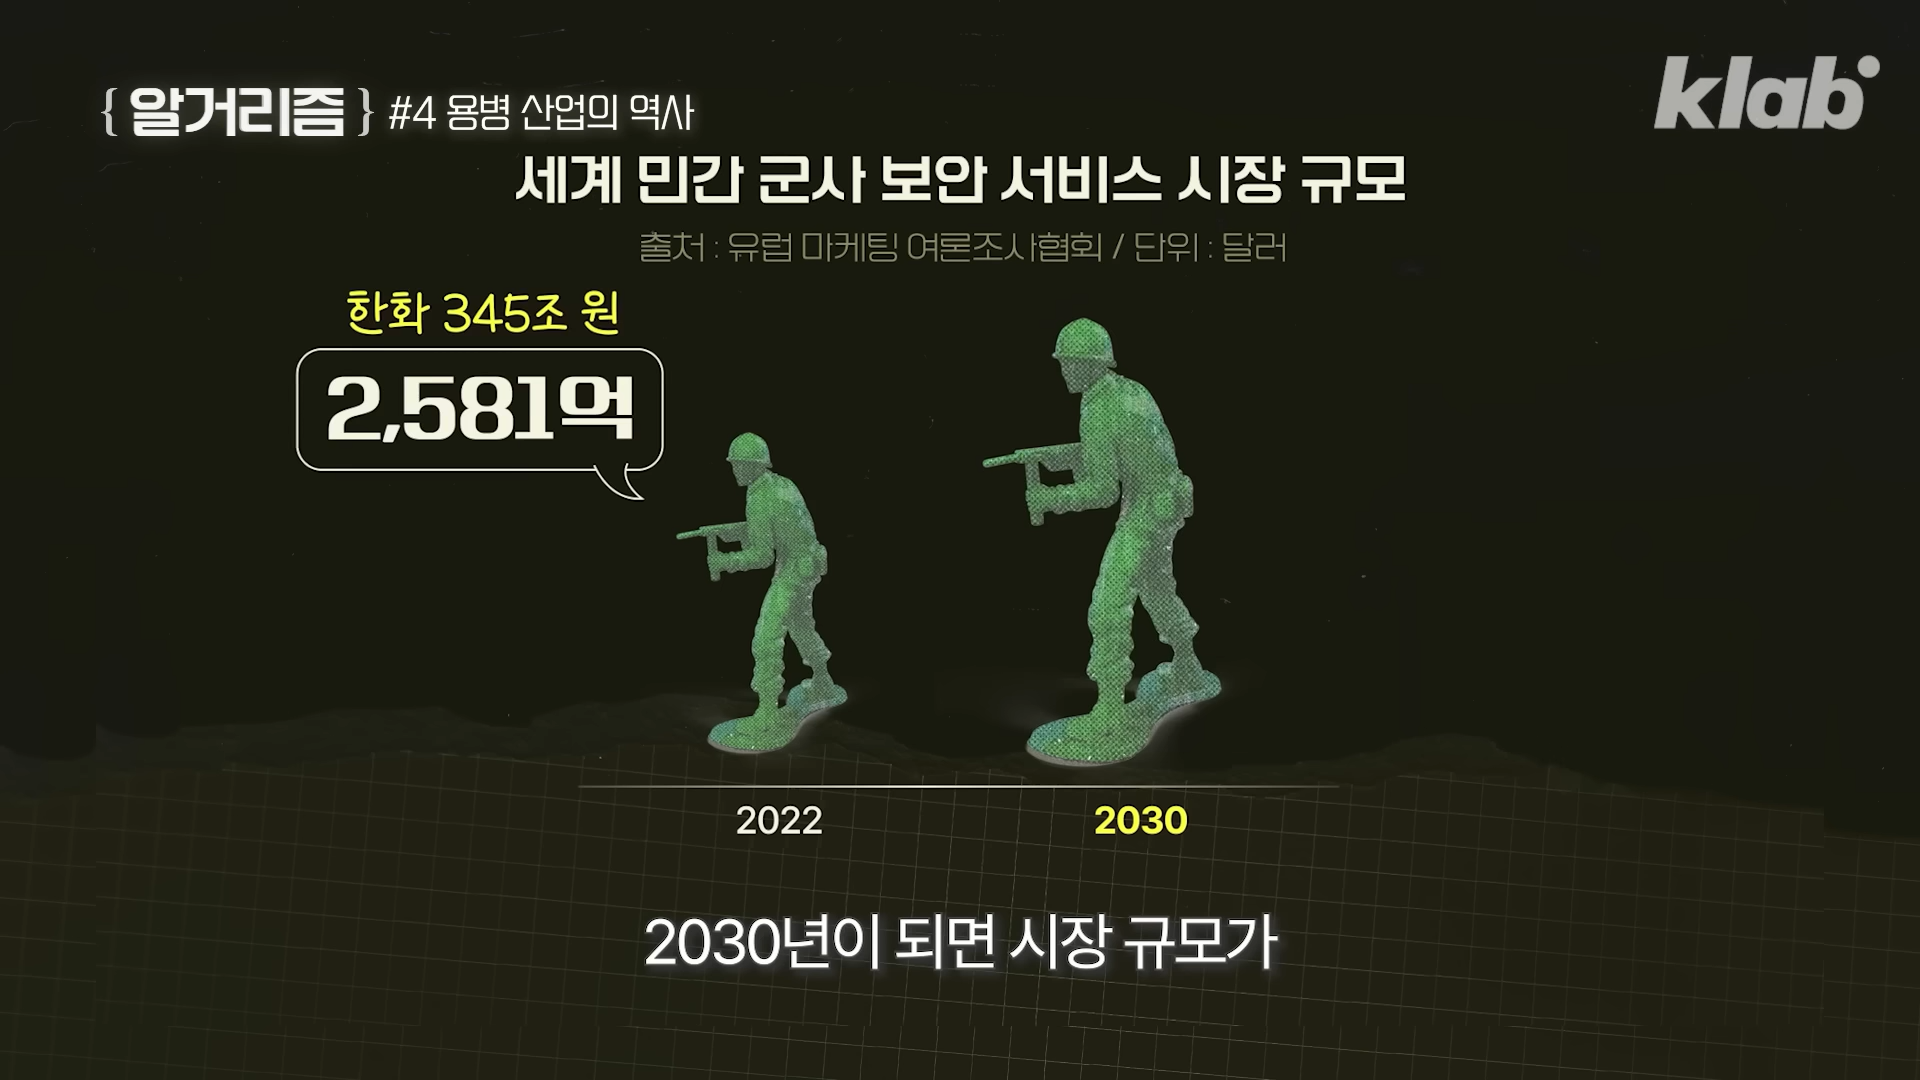 { 알거리즘 } #4 용병 산업의 역사
klab
세계 민간 군사 보안 서비스 시장 규모
출처 : 유럽 마케팅 여론조사협회 / 단위 : 달러
한화 345조 원
2,581억
2022
2030
2030년이 되면 시장 규모가